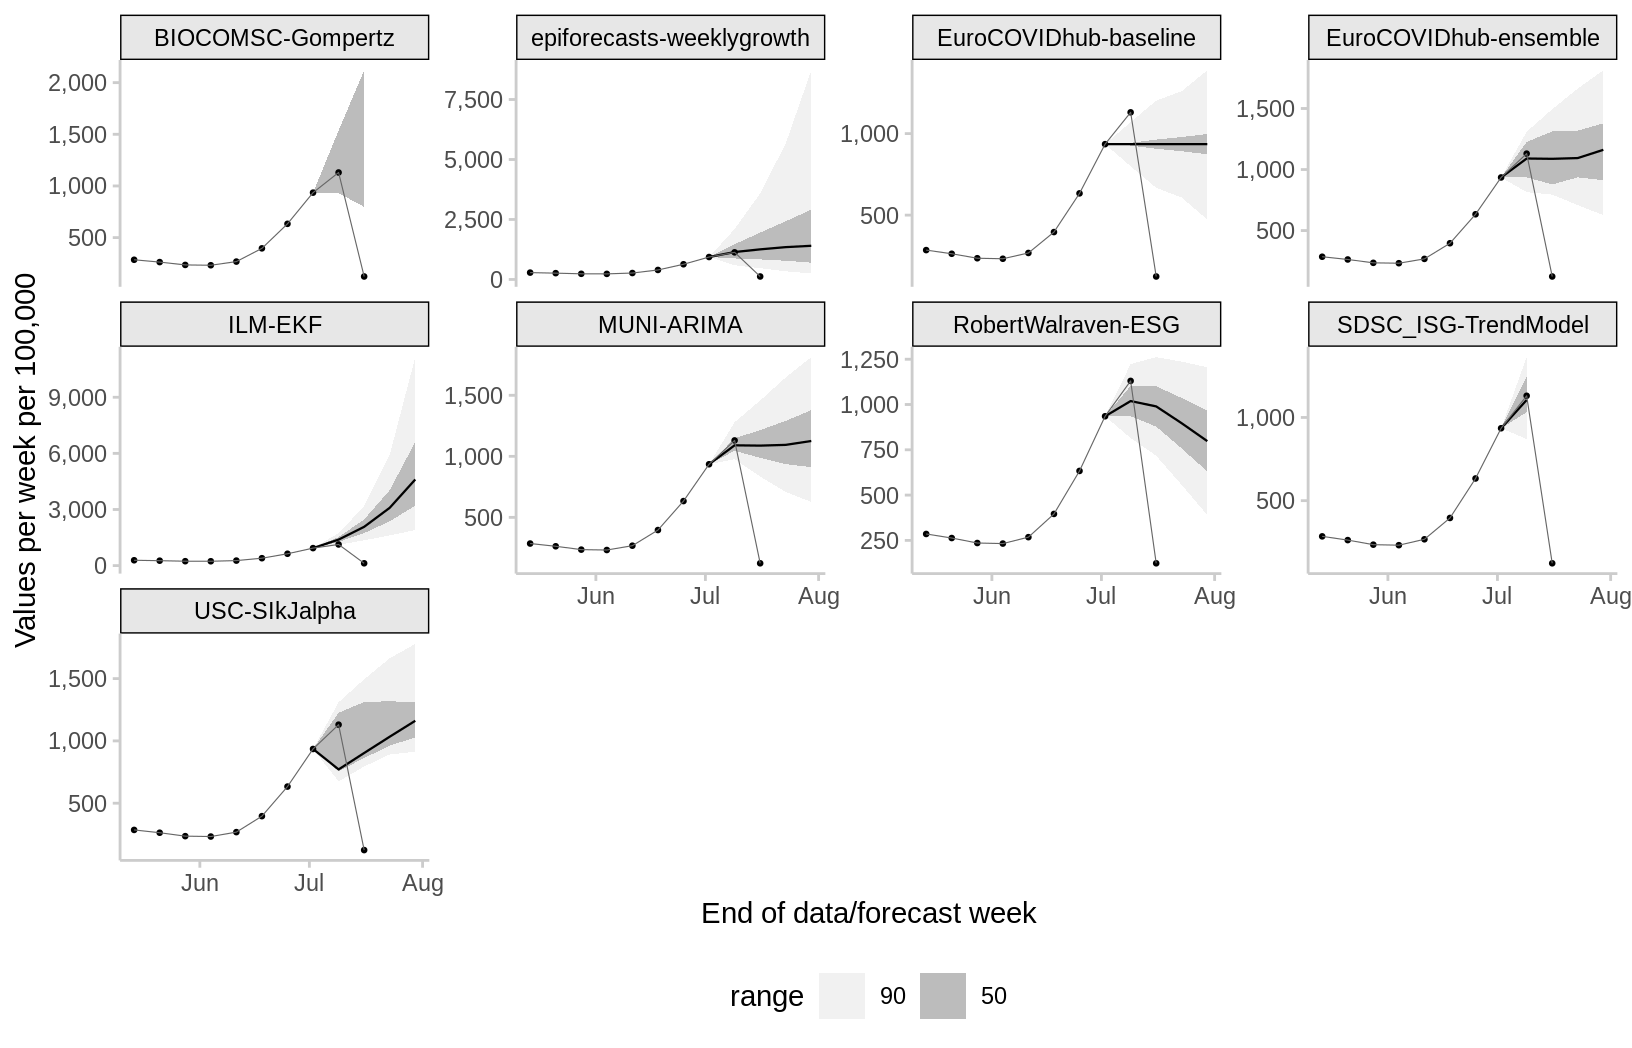 BIOCOMSC-Gompertz
epiforecasts-weeklygrowth
EuroCOVIDhub-baseline
EuroCOVIDhub-ensemble
2,000
1,500
1,000
500
7,500
5,000
2,500
0
1,000
500
1,500
1,000
500
Values per week per 100,000
ILM-EKF
MUNI-ARIMA
RobertWalraven-ESG
SDSC_ISG-TrendModel
9,000
6,000
3,000
0
1,500
1,000
500
1,250
1,000
750
500
250
1,000
500
Jun Jul Aug
Jun Jul Aug
Jun Jul Aug
USC-SIkJalpha
1,500
1,000
500
Jun Jul Aug
End of data/forecast week
range 90 50